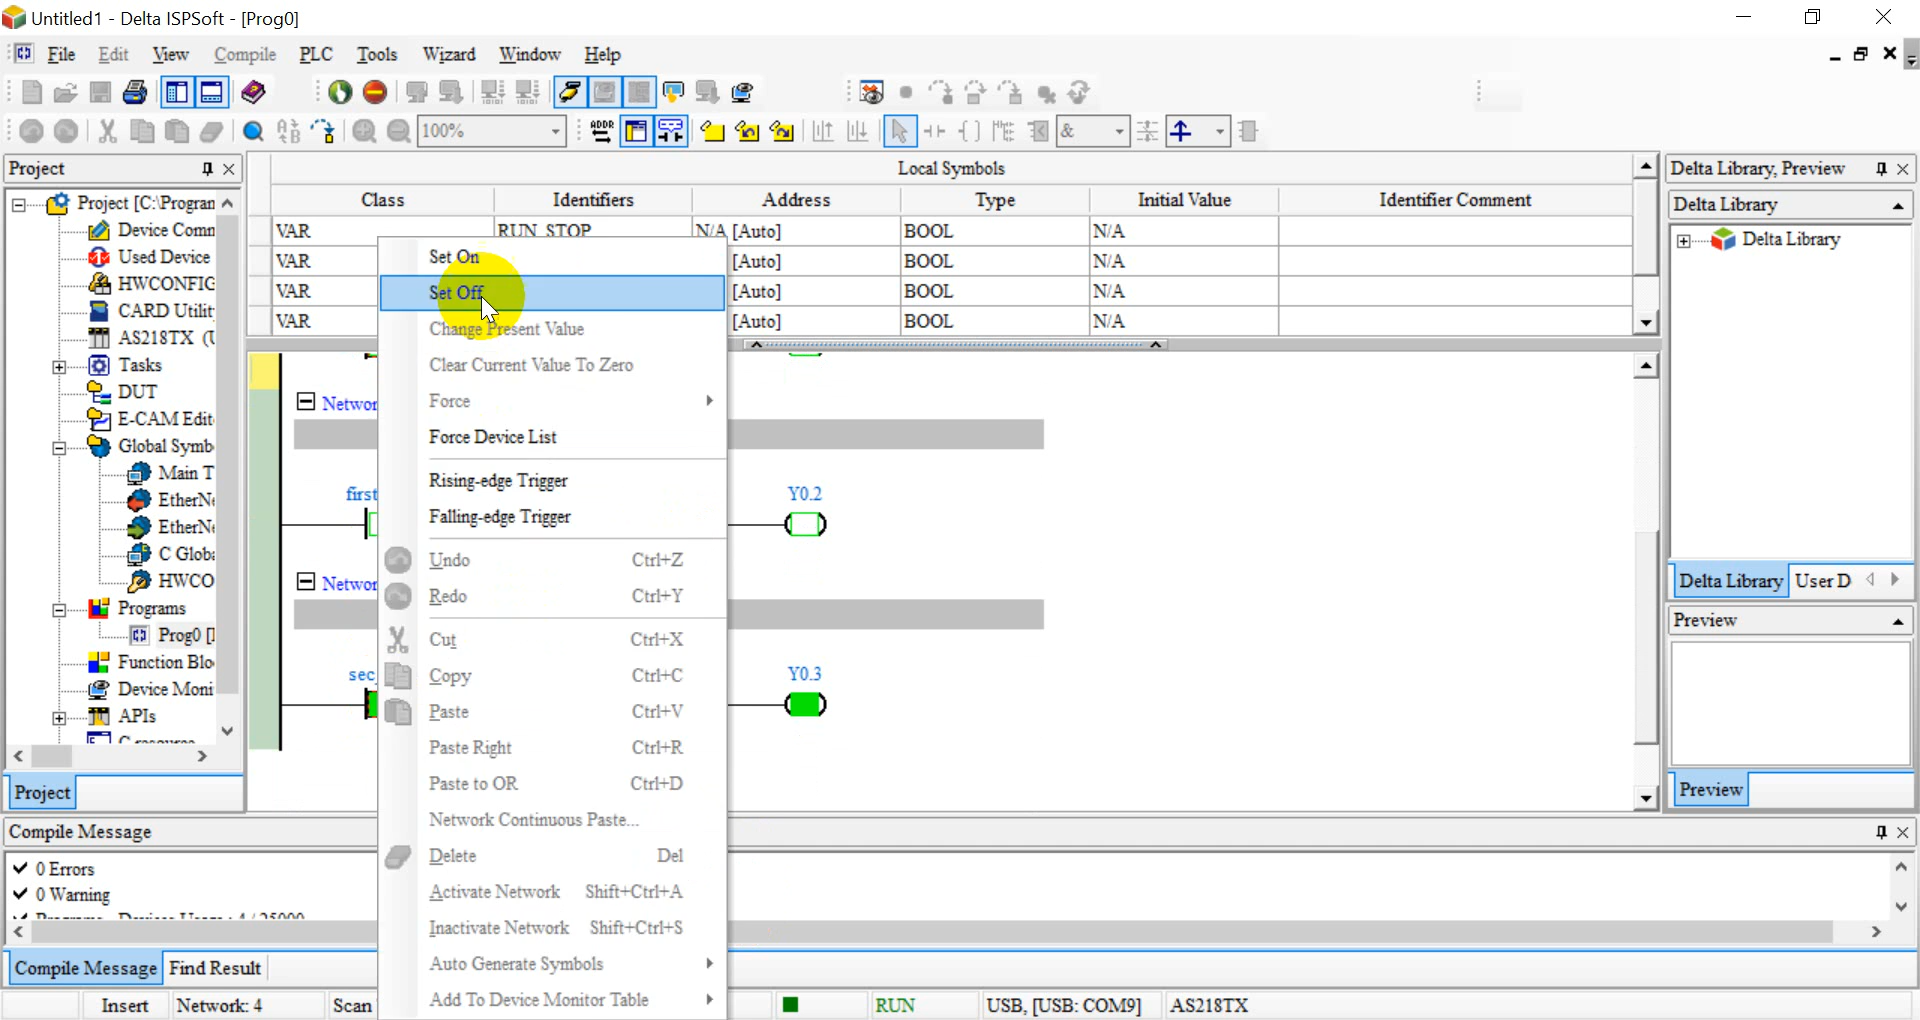 Untitled1 - Delta ISPSoft - [Prog0]
File Edit View Compile PLC Tools Wizard Window Help
100%
ADDR
&
Project
Project [C:\Program
Device Comm
Used Device
HWCONFIG
CARD Utilit
AS218TX (U
Tasks
DUT
E-CAM Edit
Global Symb
Main T
EtherNe
EtherNe
C Globa
HWCO
Programs
Prog0 [
Function Blo
Device Moni
APIs
Project
Local Symbols
Class Identifiers Address Type Initial Value Identifier Comment
VAR RUN_STOP N/A [Auto] BOOL N/A
VAR [Auto] BOOL N/A
VAR [Auto] BOOL N/A
VAR [Auto] BOOL N/A
Networ
first
Y0.2
Networ
sec
Y0.3
Set On
Set Off
Change Present Value
Clear Current Value To Zero
Force
Force Device List
Rising-edge Trigger
Falling-edge Trigger
Undo Ctrl+Z
Redo Ctrl+Y
Cut Ctrl+X
Copy Ctrl+C
Paste Ctrl+V
Paste Right Ctrl+R
Paste to OR Ctrl+D
Network Continuous Paste...
Delete Del
Activate Network Shift+Ctrl+A
Inactivate Network Shift+Ctrl+S
Auto Generate Symbols
Add To Device Monitor Table
Delta Library, Preview
Delta Library
Delta Library
Delta Library User D
Preview
Preview
Compile Message
0 Errors
0 Warning
Compile Message Find Result
Insert Network: 4 Scan RUN USB, [USB: COM9] AS218TX